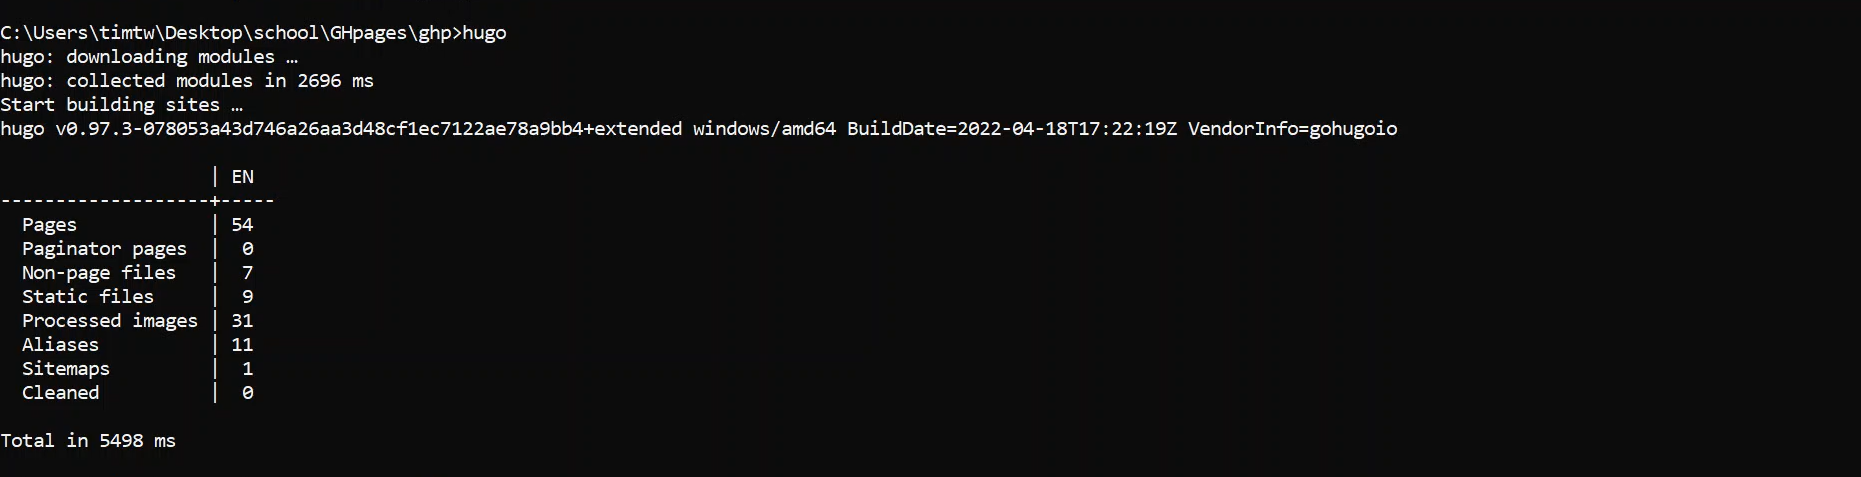 C:\Users\timtw\Desktop\school\GHpages\ghp>hugo
hugo: downloading modules …
hugo: collected modules in 2696 ms
Start building sites …
hugo v0.97.3-078053a43d746a26aa3d48cf1ec7122ae78a9bb4+extended windows/amd64 BuildDate=2022-04-18T17:22:19Z VendorInfo=gohugoio
                   | EN
-------------------+-----
  Pages            | 54
  Paginator pages  |  0
  Non-page files   |  7
  Static files     |  9
  Processed images | 31
  Aliases          | 11
  Sitemaps         |  1
  Cleaned          |  0
Total in 5498 ms